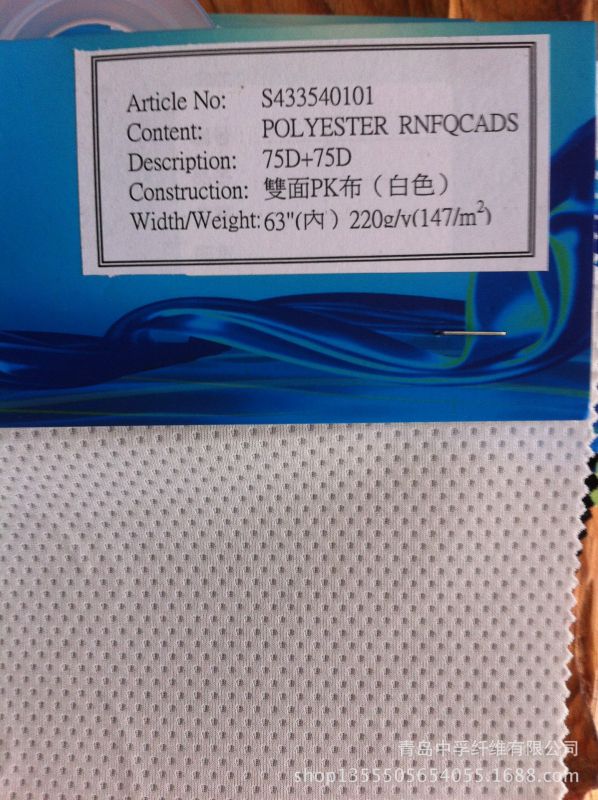 Article No: S433540101
Content: POLYESTER RNFQCADS
Description: 75D+75D
Construction: 雙面PK布（白色）
Width/Weight: 63"(內）220g/y(147/m²)
青岛中孚纤维有限公司
shop1355505654055.1688.com